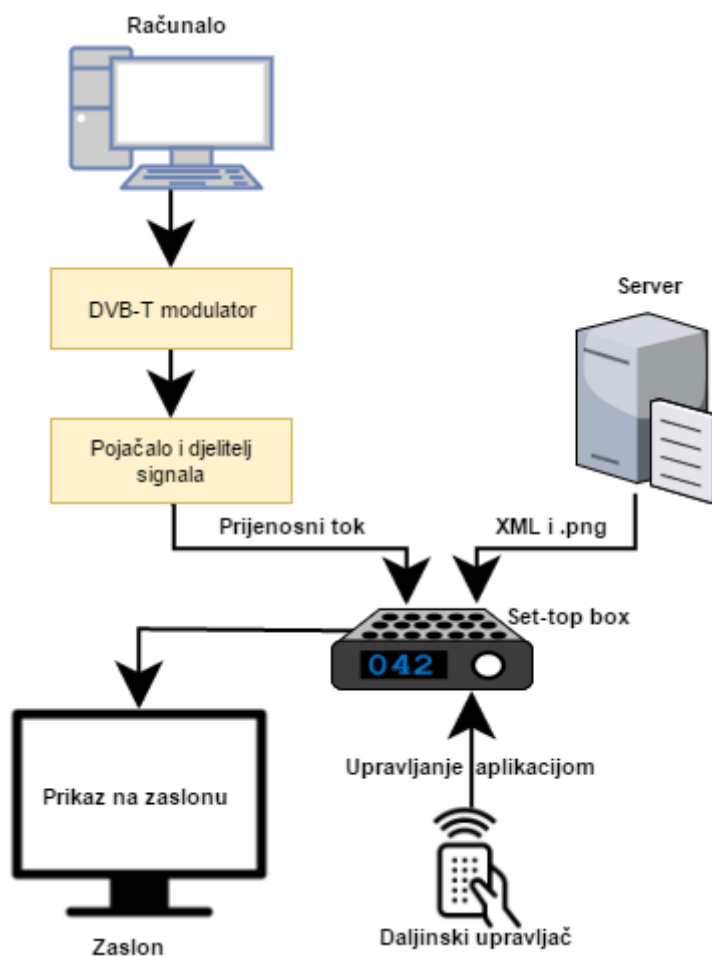 Računalo
DVB-T modulator
Server
Pojačalo i djelitelj
signala
Prijenosni tok
XML i .png
Set-top box
042
Prikaz na zaslonu
Upravljanje aplikacijom
Daljinski upravljač
Zaslon